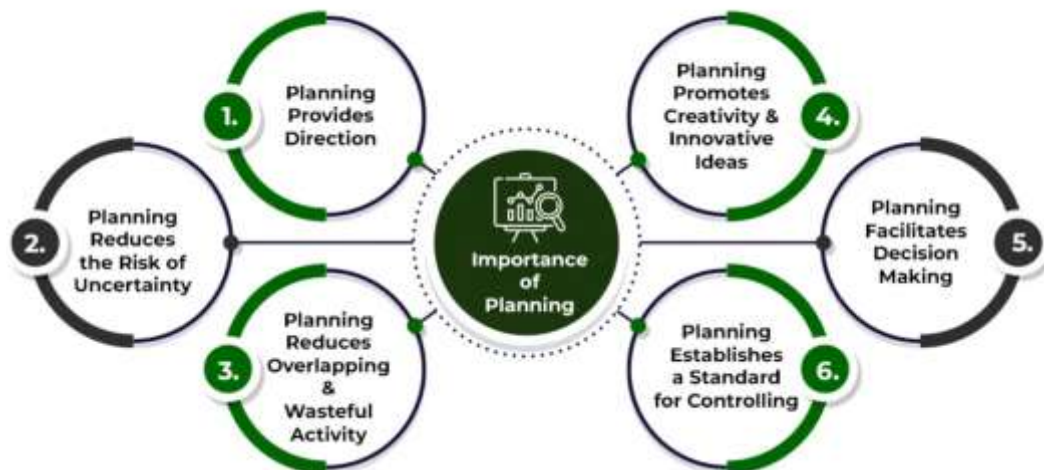 1.
Planning
Provides
Direction
2.
Planning
Reduces
the Risk of
Uncertainty
3.
Planning
Reduces
Overlapping
&
Wasteful
Activity
Importance
of
Planning
Planning
Promotes
Creativity &
Innovative
Ideas
4.
Planning
Facilitates
Decision
Making
5.
Planning
Establishes
a Standard
for Controlling
6.